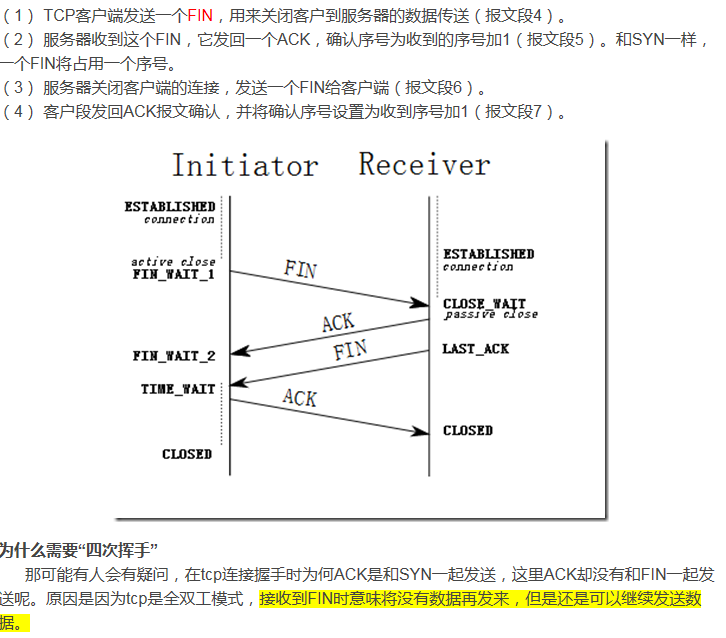 （1） TCP客户端发送一个FIN，用来关闭客户到服务器的数据传送（报文段4）。
（2） 服务器收到这个FIN，它发回一个ACK，确认序号为收到的序号加1（报文段5）。和SYN一样，
一个FIN将占用一个序号。
（3） 服务器关闭客户端的连接，发送一个FIN给客户端（报文段6）。
（4） 客户段发回ACK报文确认，并将确认序号设置为收到序号加1（报文段7）。
Initiator Receiver
ESTABLISHED
connection
active close
FIN_WAIT_1
FIN
ESTABLISHED
connection
CLOSE_WAIT
passive close
ACK
FIN_WAIT_2
FIN
LAST_ACK
TIME_WAIT
ACK
CLOSED
CLOSED
为什么需要“四次挥手”
那可能有人会有疑问，在tcp连接握手时为何ACK是和SYN一起发送，这里ACK却没有和FIN一起发
送呢。原因是因为tcp是全双工模式，接收到FIN时意味将没有数据再发来，但是还是可以继续发送数
据。